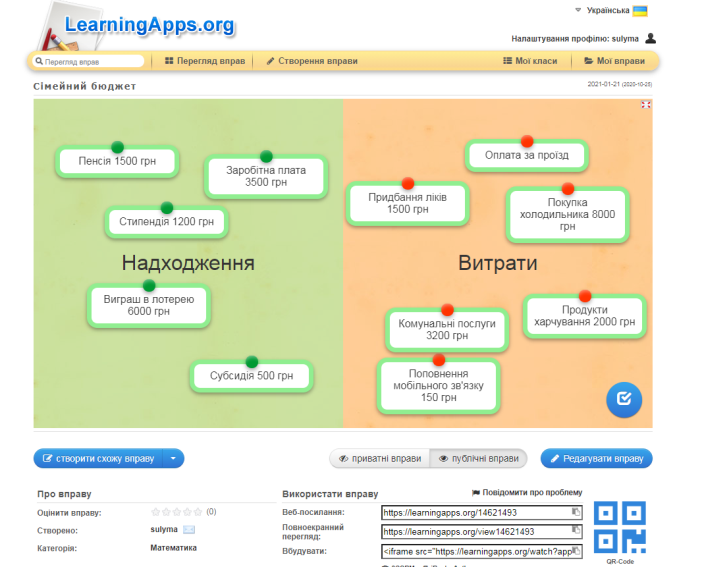 LearningApps.org
Українська
Налаштування профілю: sulyma
Перегляд вправ
Перегляд вправ
Створення вправи
Мої класи
Мої вправи
Сімейний бюджет
2021-01-21 (2020-10-25)
Пенсія 1500 грн
Заробітна плата
3500 грн
Стипендія 1200 грн
Надходження
Виграш в лотерею
6000 грн
Субсидія 500 грн
Оплата за проїзд
Придбання ліків
1500 грн
Покупка
холодильника 8000
грн
Витрати
Продукти
харчування 2000 грн
Комунальні послуги
3200 грн
Поповнення
мобільного зв'язку
150 грн
створити схожу вправу
приватні вправи
публічні вправи
Редагувати вправу
Про вправу
Оцінити вправу:
(0)
Створено:
sulyma
Категорія:
Математика
Використати вправу
Повідомити про проблему
Веб-посилання:
https://learningapps.org/14621493
Повноекранний
перегляд:
https://learningapps.org/view14621493
Вбудувати:
<iframe src="https://learningapps.org/watch?app
QR-Code